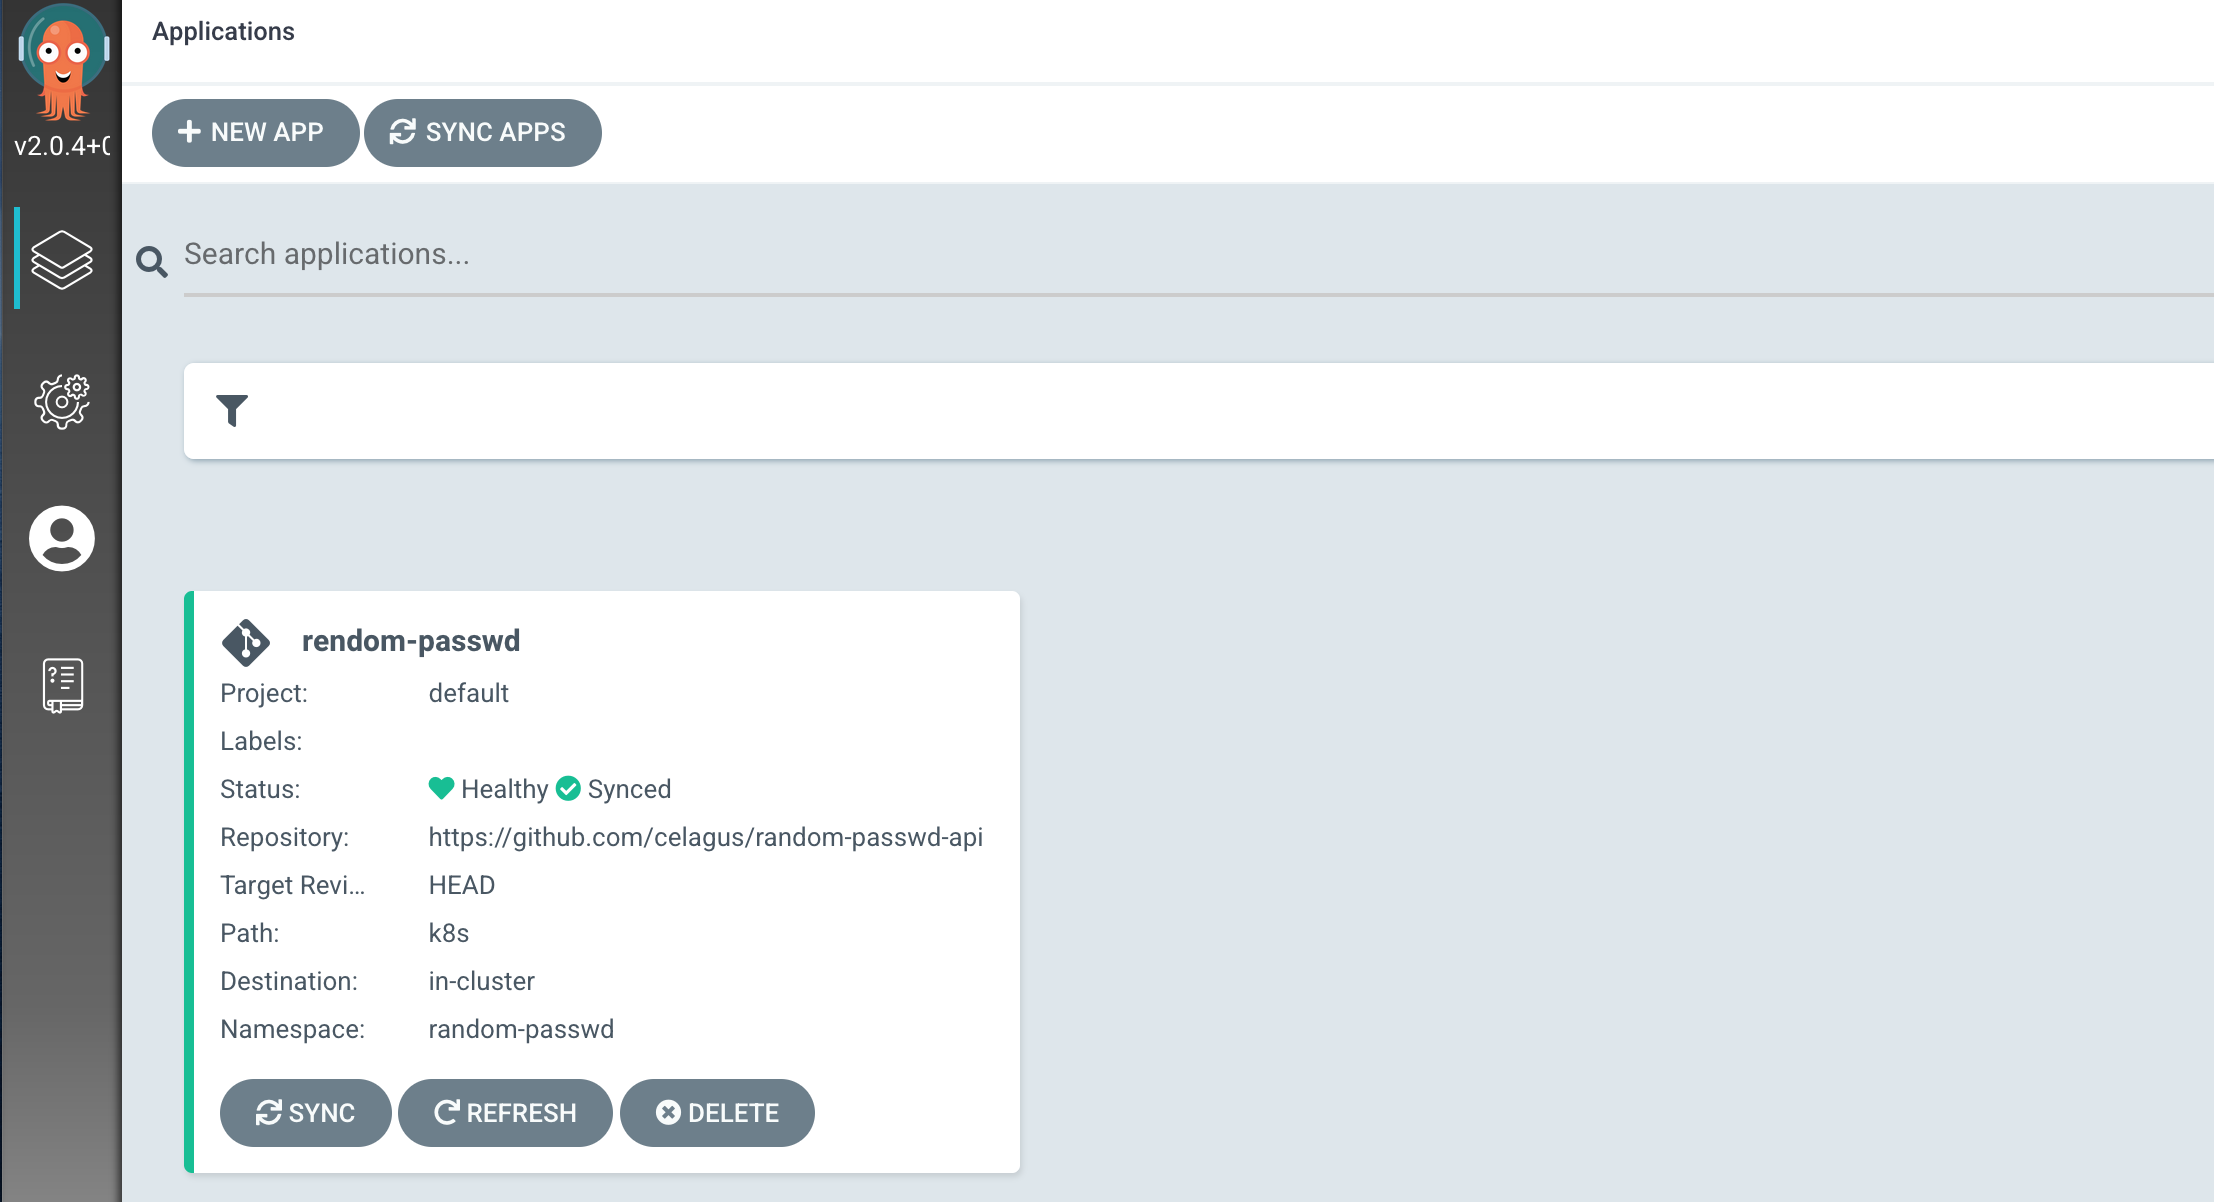 Applications
NEW APP
SYNC APPS
v2.0.4+
Search applications...
rendom-passwd
Project: default
Labels:
Status: Healthy Synced
Repository: https://github.com/celagus/random-passwd-api
Target Revi... HEAD
Path: k8s
Destination: in-cluster
Namespace: random-passwd
SYNC REFRESH DELETE